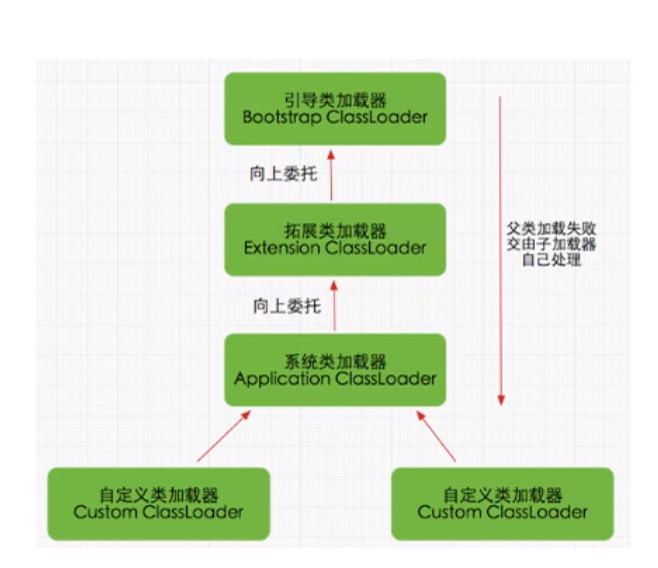 引导类加载器
Bootstrap ClassLoader
向上委托
拓展类加载器
Extension ClassLoader
父类加载失败
交由子加载器
自己处理
向上委托
系统类加载器
Application ClassLoader
自定义类加载器
Custom ClassLoader
自定义类加载器
Custom ClassLoader